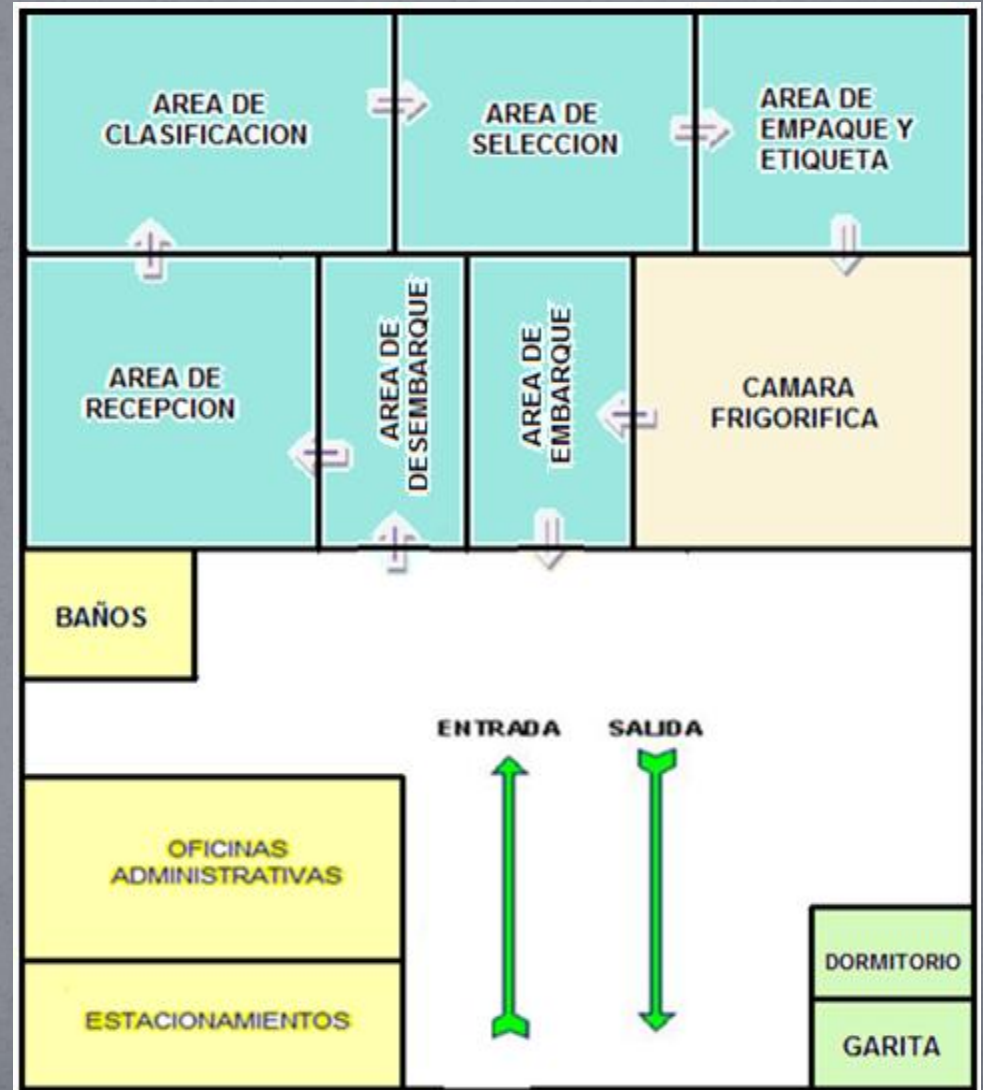 AREA DE
CLASIFICACION
AREA DE
SELECCION
AREA DE
EMPAQUE Y
ETIQUETA
AREA DE
RECEPCION
AREA DE
DESEMBARQUE
AREA DE
EMBARQUE
CAMARA
FRIGORIFICA
BAÑOS
ENTRADA
SALIDA
OFICINAS
ADMINISTRATIVAS
ESTACIONAMIENTOS
DORMITORIO
GARITA